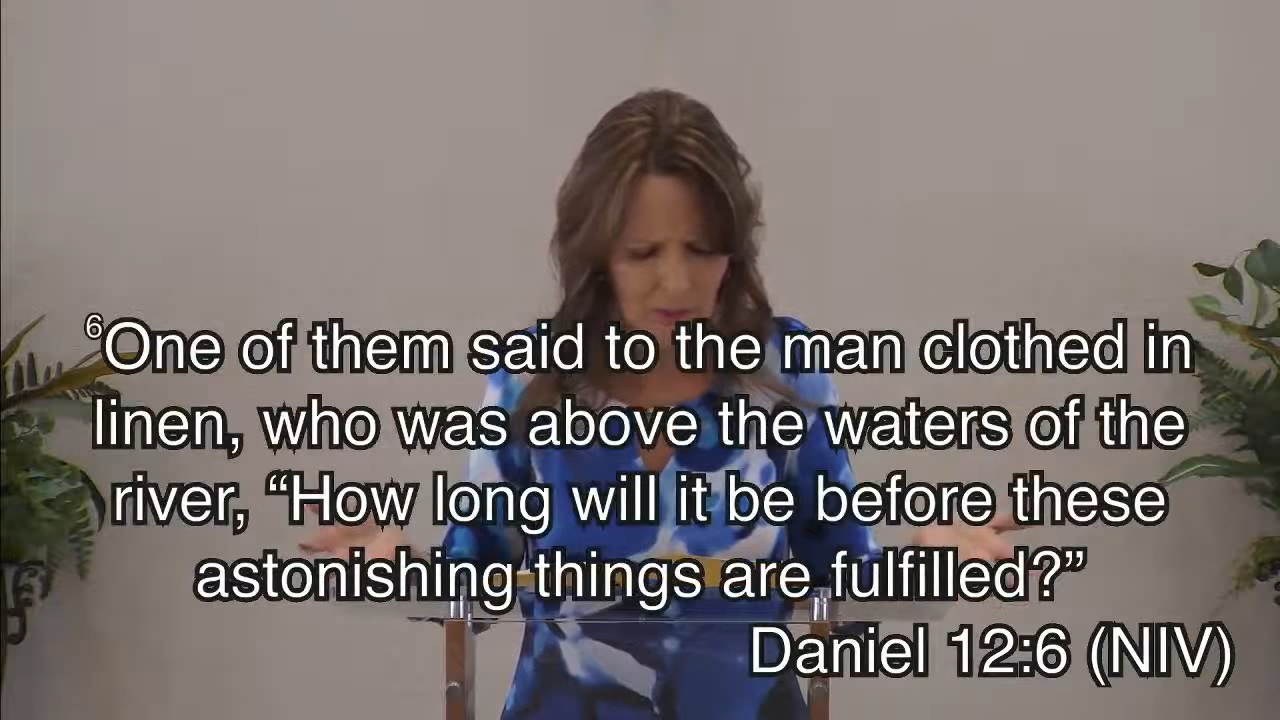 ⁶One of them said to the man clothed in
linen, who was above the waters of the
river, “How long will it be before these
astonishing things are fulfilled?”
Daniel 12:6 (NIV)